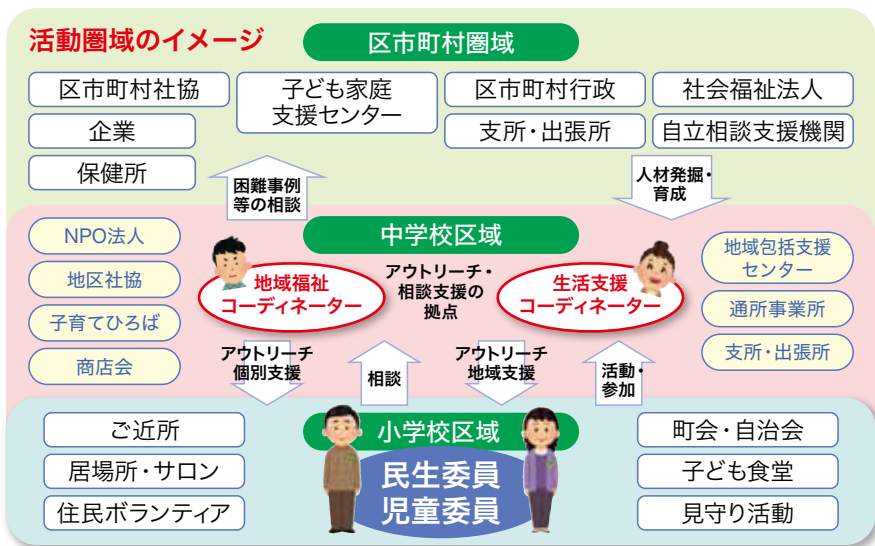 活動圏域のイメージ
区市町村圏域
区市町村社協
子ども家庭
支援センター
区市町村行政
社会福祉法人
企業
支所・出張所
自立相談支援機関
保健所
困難事例
等の相談
人材発掘・
育成
中学校区域
NPO法人
地区社協
子育てひろば
商店会
地域福祉
コーディネーター
アウトリーチ・
相談支援の
拠点
生活支援
コーディネーター
地域包括支援
センター
通所事業所
支所・出張所
アウトリーチ
個別支援
相談
アウトリーチ
地域支援
活動・
参加
小学校区域
ご近所
居場所・サロン
住民ボランティア
民生委員
児童委員
町会・自治会
子ども食堂
見守り活動